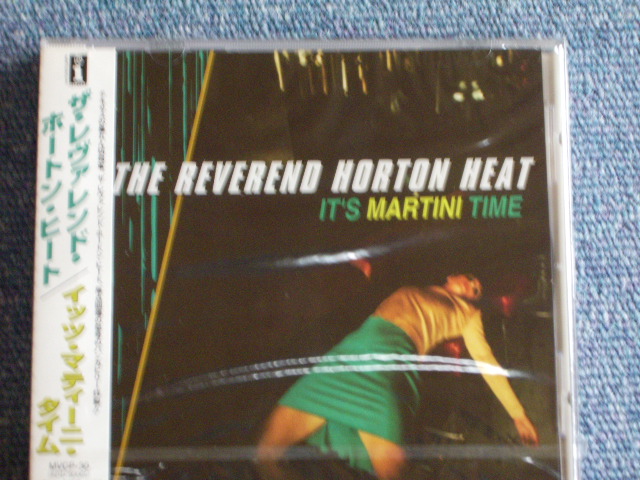 THE REVEREND HORTON HEAT
IT'S MARTINI TIME
ザ・レヴァレンド・
ホートン・ヒート
イッツ・マティーニ・
タイム